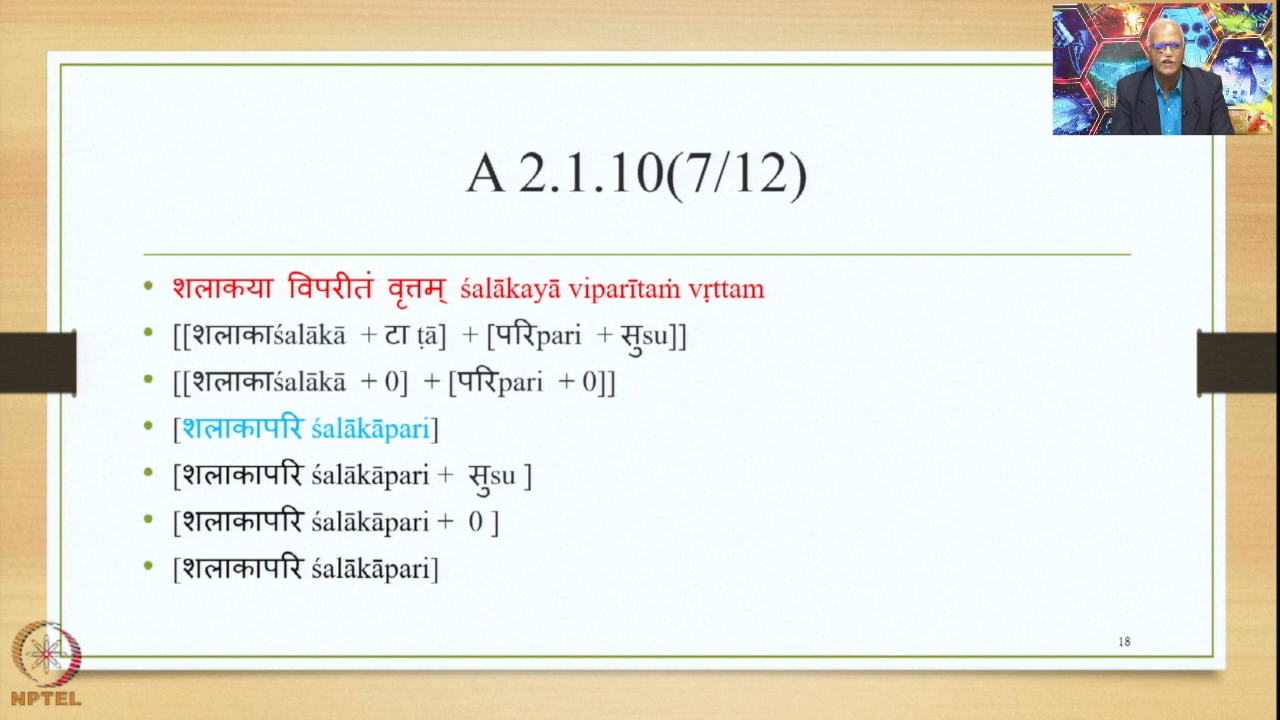 A 2.1.10(7/12)
• शलाकया विपरीतं वृत्तम् śalākayā viparītaṁ vṛttam
• [[शलाकाśalākā + टा ṭā] + [परिpari + सुsu]]
• [[शलाकाśalākā + 0] + [परिpari + 0]]
• [शलाकापरि śalākāpari]
• [शलाकापरि śalākāpari + सुsu ]
• [शलाकापरि śalākāpari + 0 ]
• [शलाकापरि śalākāpari]
18
NPTEL